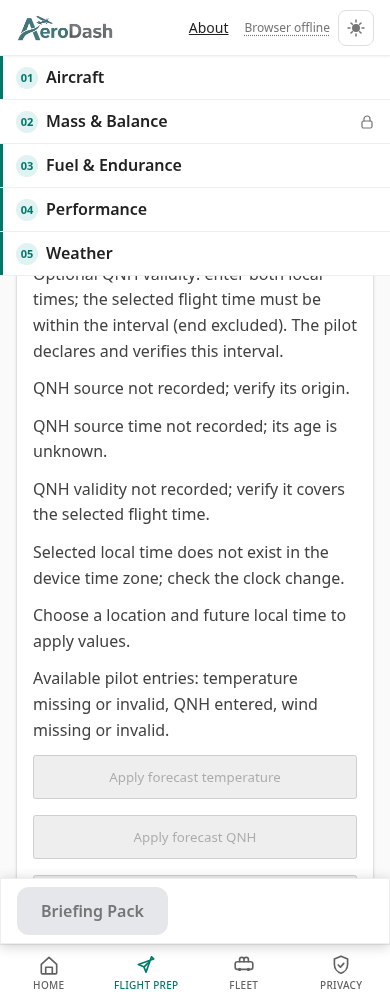 AeroDash
About
Browser offline
01 Aircraft
02 Mass & Balance
03 Fuel & Endurance
04 Performance
05 Weather
Optional QNH validity: enter both local
times; the selected flight time must be
within the interval (end excluded). The pilot
declares and verifies this interval.
QNH source not recorded; verify its origin.
QNH source time not recorded; its age is
unknown.
QNH validity not recorded; verify it covers
the selected flight time.
Selected local time does not exist in the
device time zone; check the clock change.
Choose a location and future local time to
apply values.
Available pilot entries: temperature
missing or invalid, QNH entered, wind
missing or invalid.
Apply forecast temperature
Apply forecast QNH
Briefing Pack
HOME
FLIGHT PREP
FLEET
PRIVACY